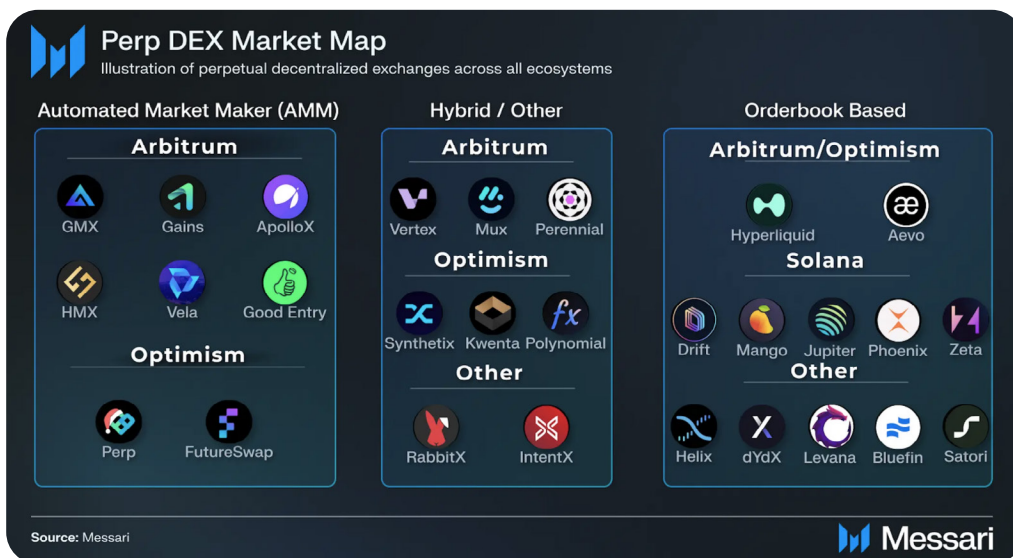 Perp DEX Market Map
Illustration of perpetual decentralized exchanges across all ecosystems
Automated Market Maker (AMM)
Arbitrum
GMX Gains ApolloX
HMX Vela Good Entry
Optimism
Perp FutureSwap
Hybrid / Other
Arbitrum
Vertex Mux Perennial
Optimism
fx
Synthetix Kwenta Polynomial
Other
RabbitX IntentX
Orderbook Based
Arbitrum/Optimism
æ
Hyperliquid Aevo
Solana
Drift Mango Jupiter Phoenix Zeta
Other
Helix dYdX Levana Bluefin Satori
Source: Messari
Messari